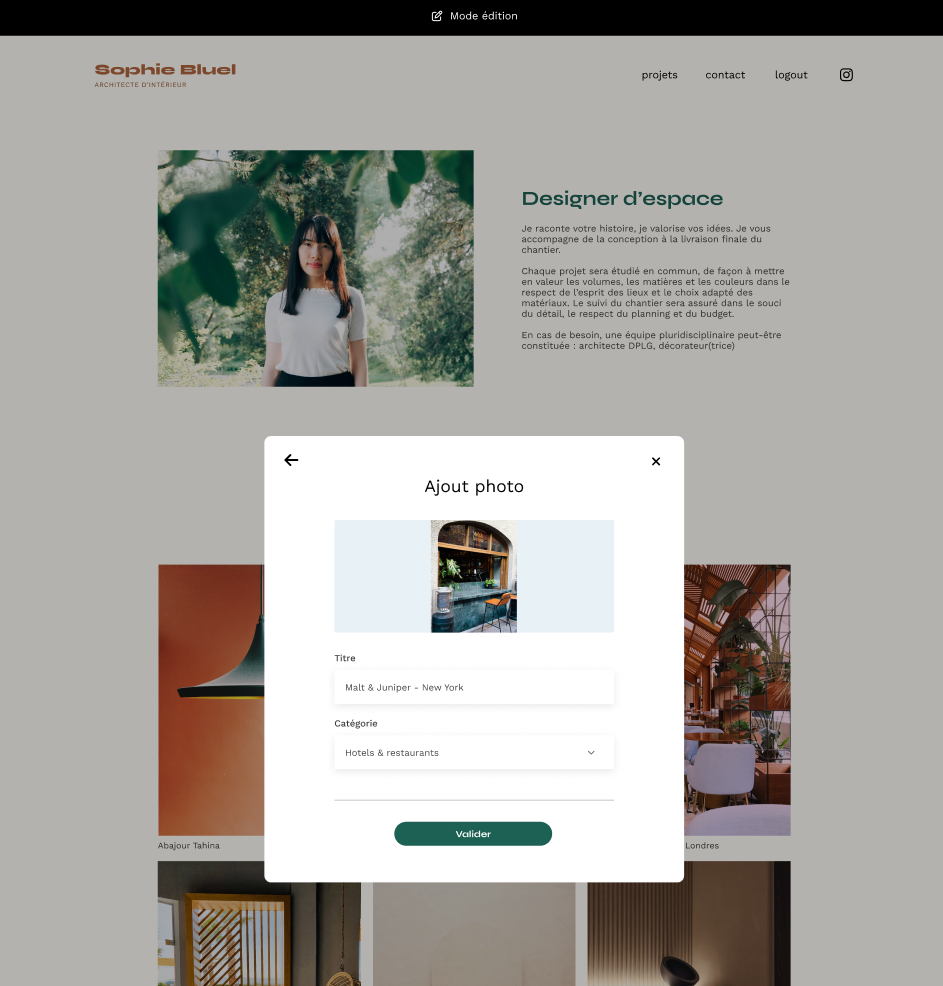 Mode édition
Sophie Bluel
ARCHITECTE D'INTÉRIEUR
projets
contact
logout
Designer d’espace
Je raconte votre histoire, je valorise vos idées. Je vous
accompagne de la conception à la livraison finale du
chantier.
Chaque projet sera étudié en commun, de façon à mettre
en valeur les volumes, les matières et les couleurs dans le
respect de l’esprit des lieux et le choix adapté des
matériaux. Le suivi du chantier sera assuré dans le souci
du détail, le respect du planning et du budget.
En cas de besoin, une équipe pluridisciplinaire peut-être
constituée : architecte DPLG, décorateur(trice)
Ajout photo
Titre
Malt & Juniper - New York
Catégorie
Hotels & restaurants
Valider
Abajour Tahina
Londres